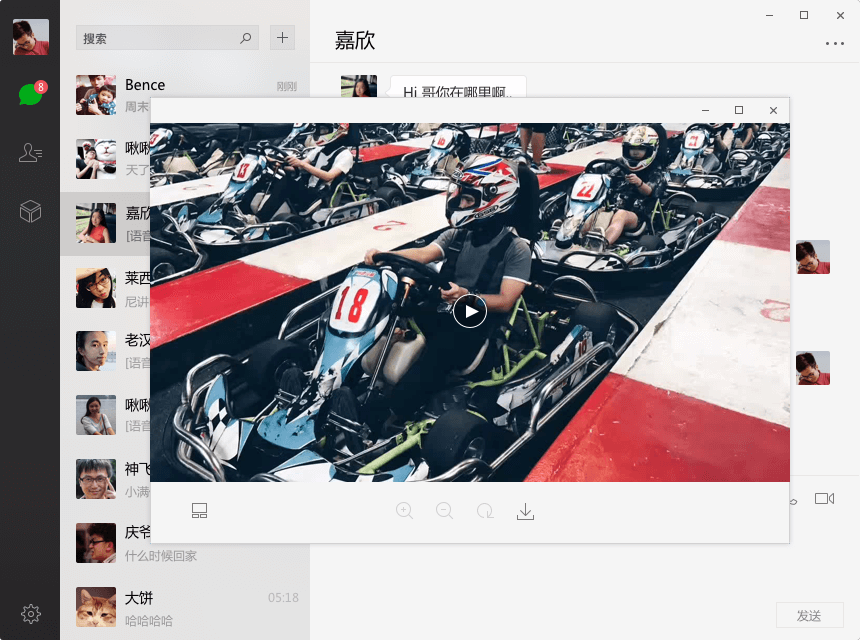 搜索
嘉欣
8
Bence
刚刚
周末
Hi 哥你在哪里啊..
啾啾
天了
嘉欣
[语音
莱西
尼讲
老汉
[语音
啾啾
[语音
神飞
小满
庆爷
什么时候回家
大饼
05:18
哈哈哈哈
发送
13
16
21
22
2
18